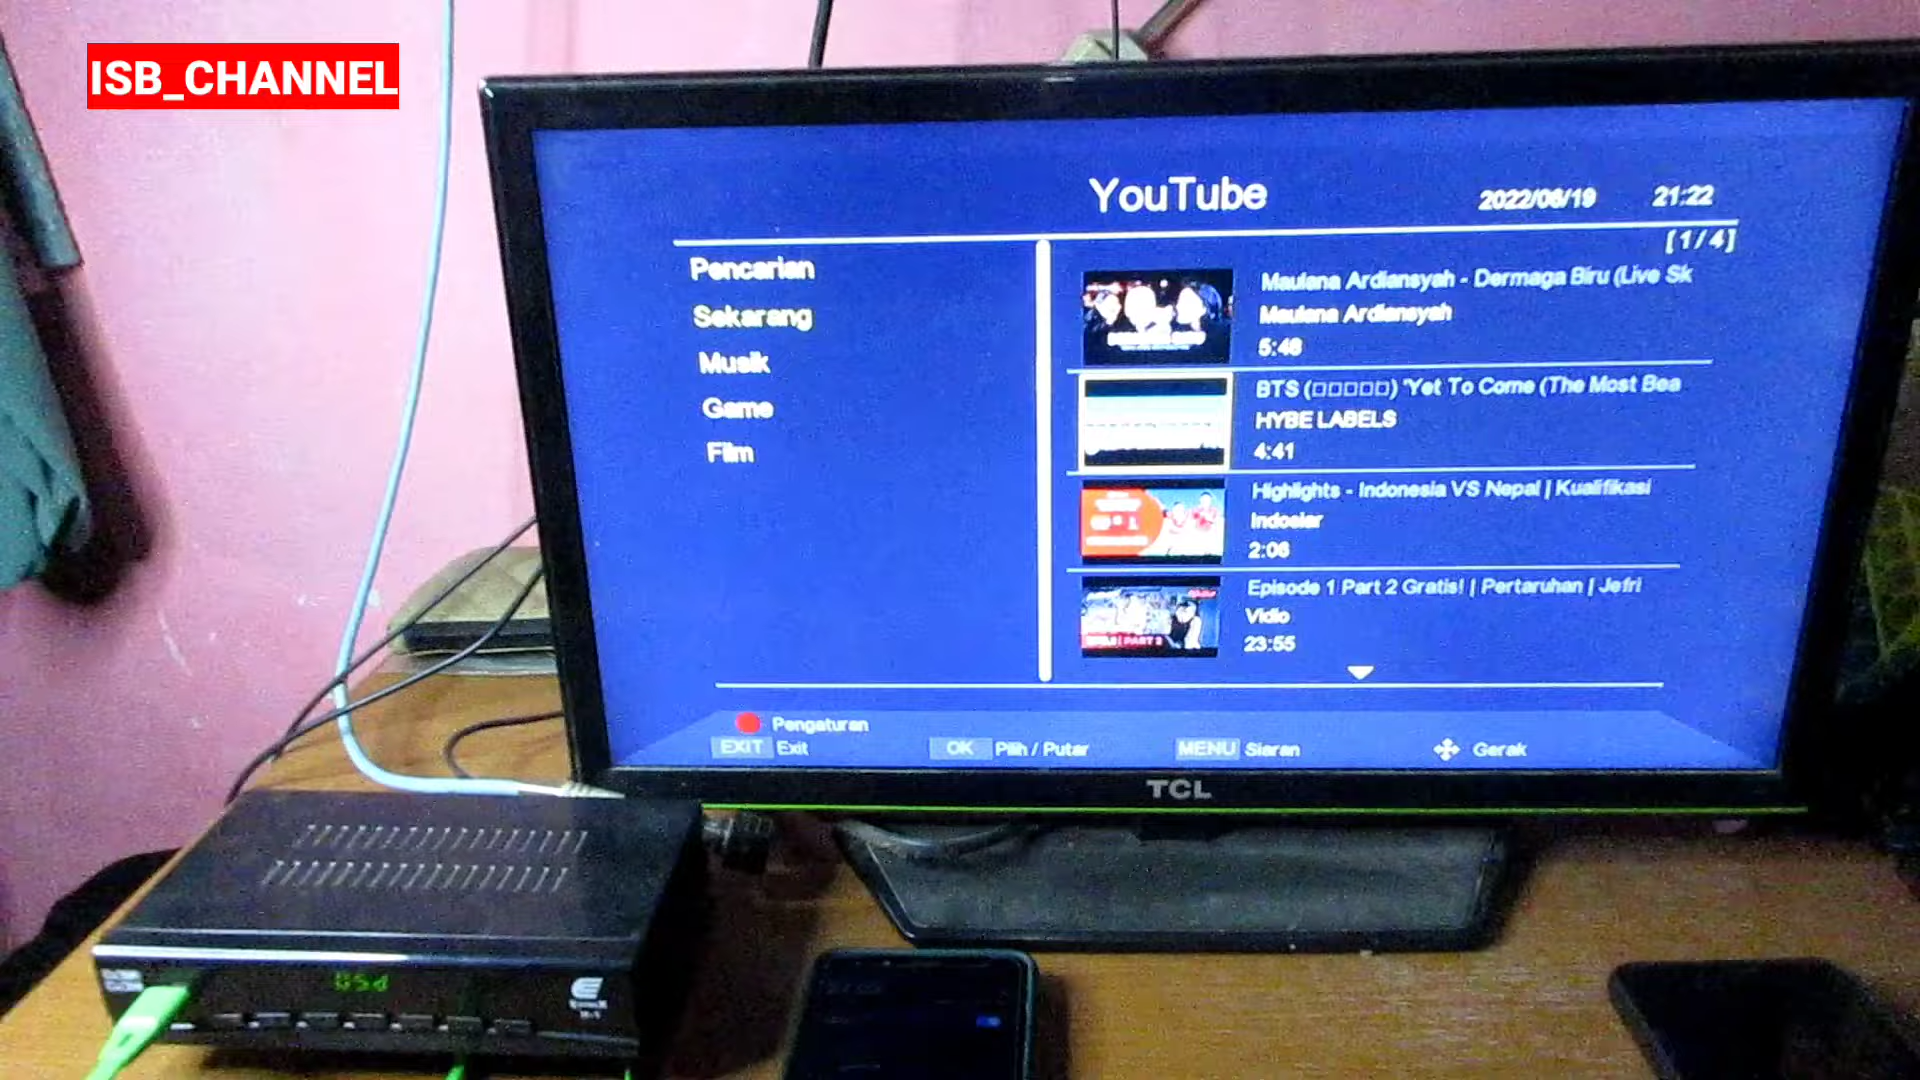 ISB_CHANNEL
YouTube
2022/06/19
21:22
[1/4]
Pencarian
Sekarang
Musik
Game
Film
Maulana Ardiansyah - Dermaga Biru (Live Sk
Maulana Ardiansyah
5:46
BTS (□□□□□) 'Yet To Come (The Most Bea
HYBE LABELS
4:41
Highlights - Indonesia VS Nepal | Kualifikasi
Indosiar
2:06
Episode 1 Part 2 Gratis! | Pertaruhan | Jefri
Vidio
23:55
Pengaturan
EXIT Exit
OK Pilih / Putar
MENU Siaran
Gerak
TCL